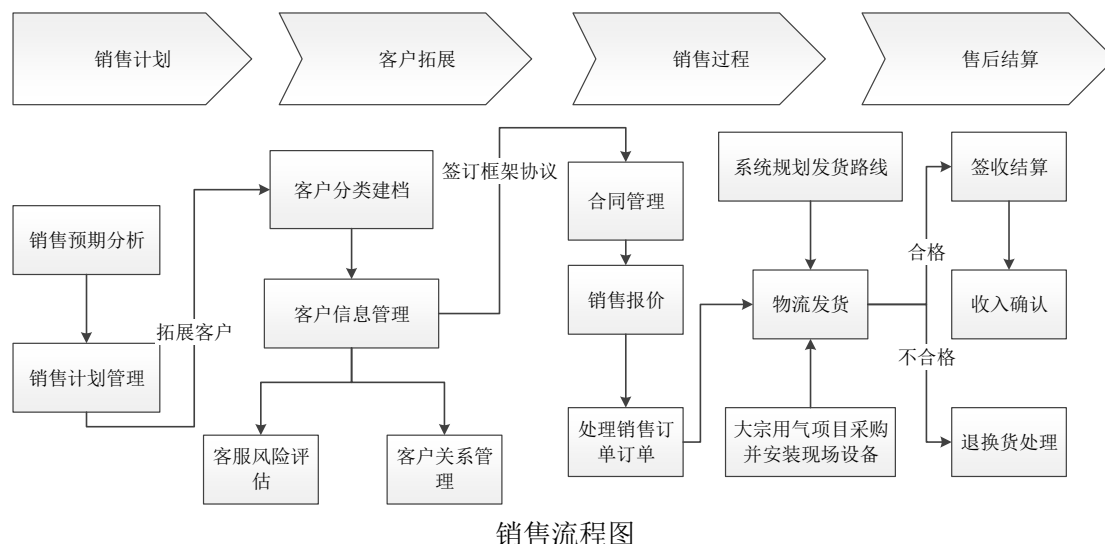 销售计划
客户拓展
销售过程
售后结算
销售预期分析
销售计划管理
拓展客户
客户分类建档
客户信息管理
客服风险评
估
客户关系管
理
签订框架协议
合同管理
销售报价
处理销售订
单订单
系统规划发货路线
物流发货
大宗用气项目采购
并安装现场设备
合格
不合格
签收结算
收入确认
退换货处理
销售流程图